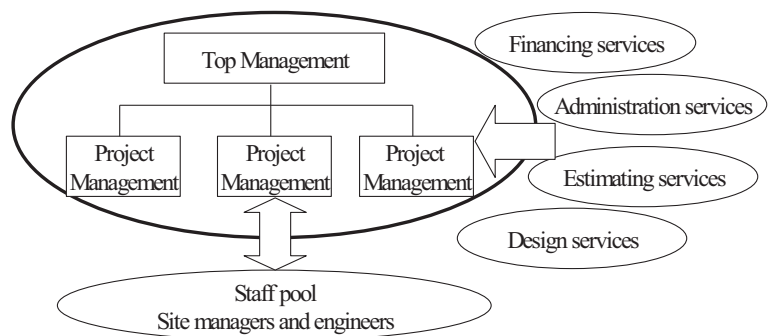 Top Management
Project
Management
Project
Management
Project
Management
Financing services
Administration services
Estimating services
Design services
Staff pool
Site managers and engineers